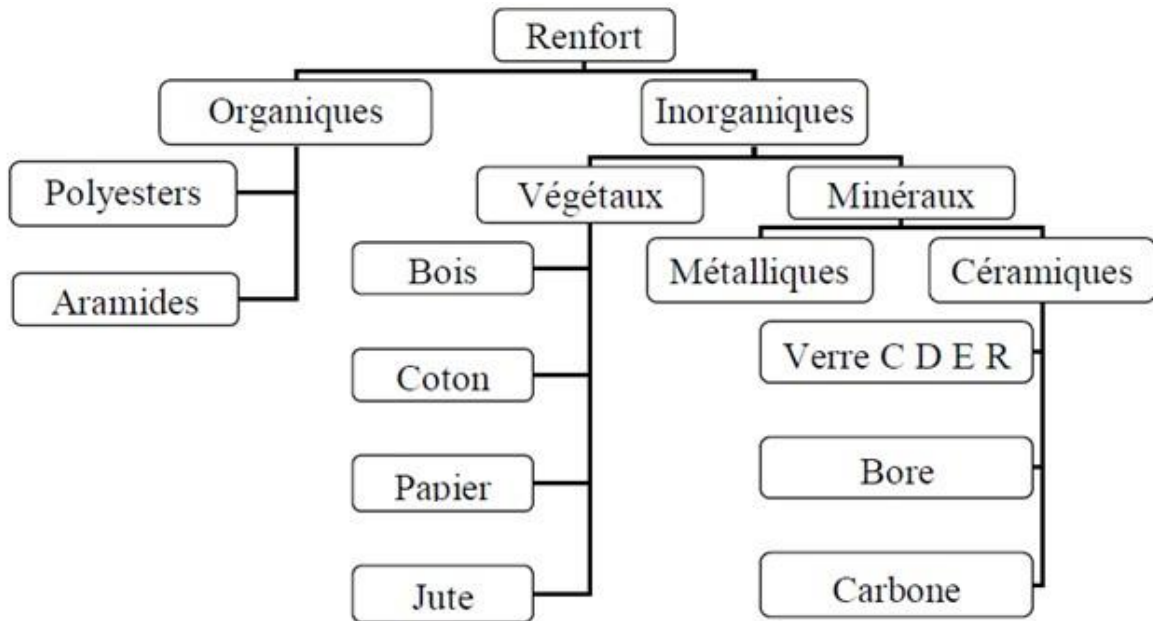 Renfort
Organiques
Inorganiques
Polyesters
Aramides
Végétaux
Minéraux
Bois
Coton
Papier
Jute
Métalliques
Céramiques
Verre C D E R
Bore
Carbone